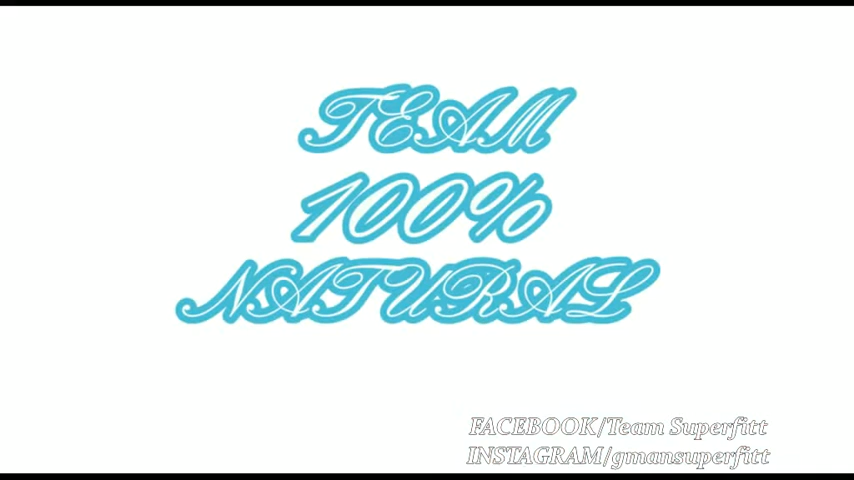 TEAM
100%
NATURAL
FACEBOOK/Team Superfitt
INSTAGRAM/gmansuperfitt